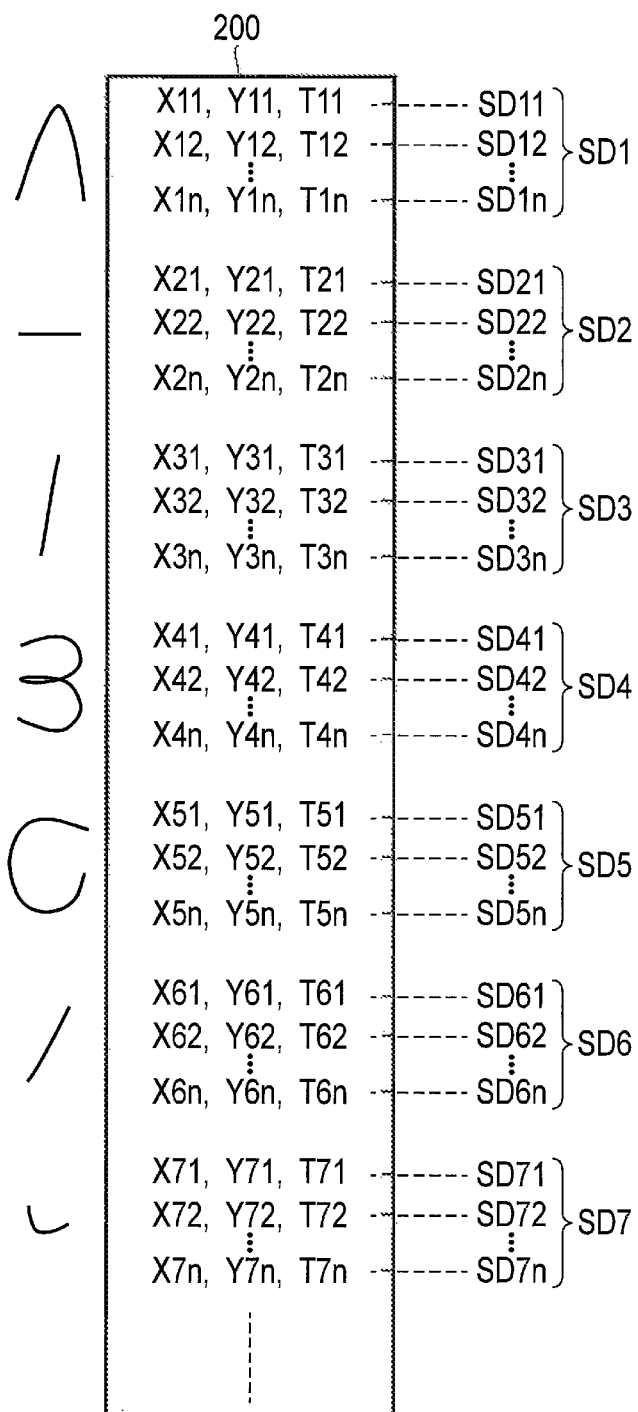 200
X11, Y11, T11 SD11
X12, Y12, T12 SD12 SD1
X1n, Y1n, T1n SD1n
X21, Y21, T21 SD21
X22, Y22, T22 SD22 SD2
X2n, Y2n, T2n SD2n
X31, Y31, T31 SD31
X32, Y32, T32 SD32 SD3
X3n, Y3n, T3n SD3n
X41, Y41, T41 SD41
X42, Y42, T42 SD42 SD4
X4n, Y4n, T4n SD4n
X51, Y51, T51 SD51
X52, Y52, T52 SD52 SD5
X5n, Y5n, T5n SD5n
X61, Y61, T61 SD61
X62, Y62, T62 SD62 SD6
X6n, Y6n, T6n SD6n
X71, Y71, T71 SD71
X72, Y72, T72 SD72 SD7
X7n, Y7n, T7n SD7n